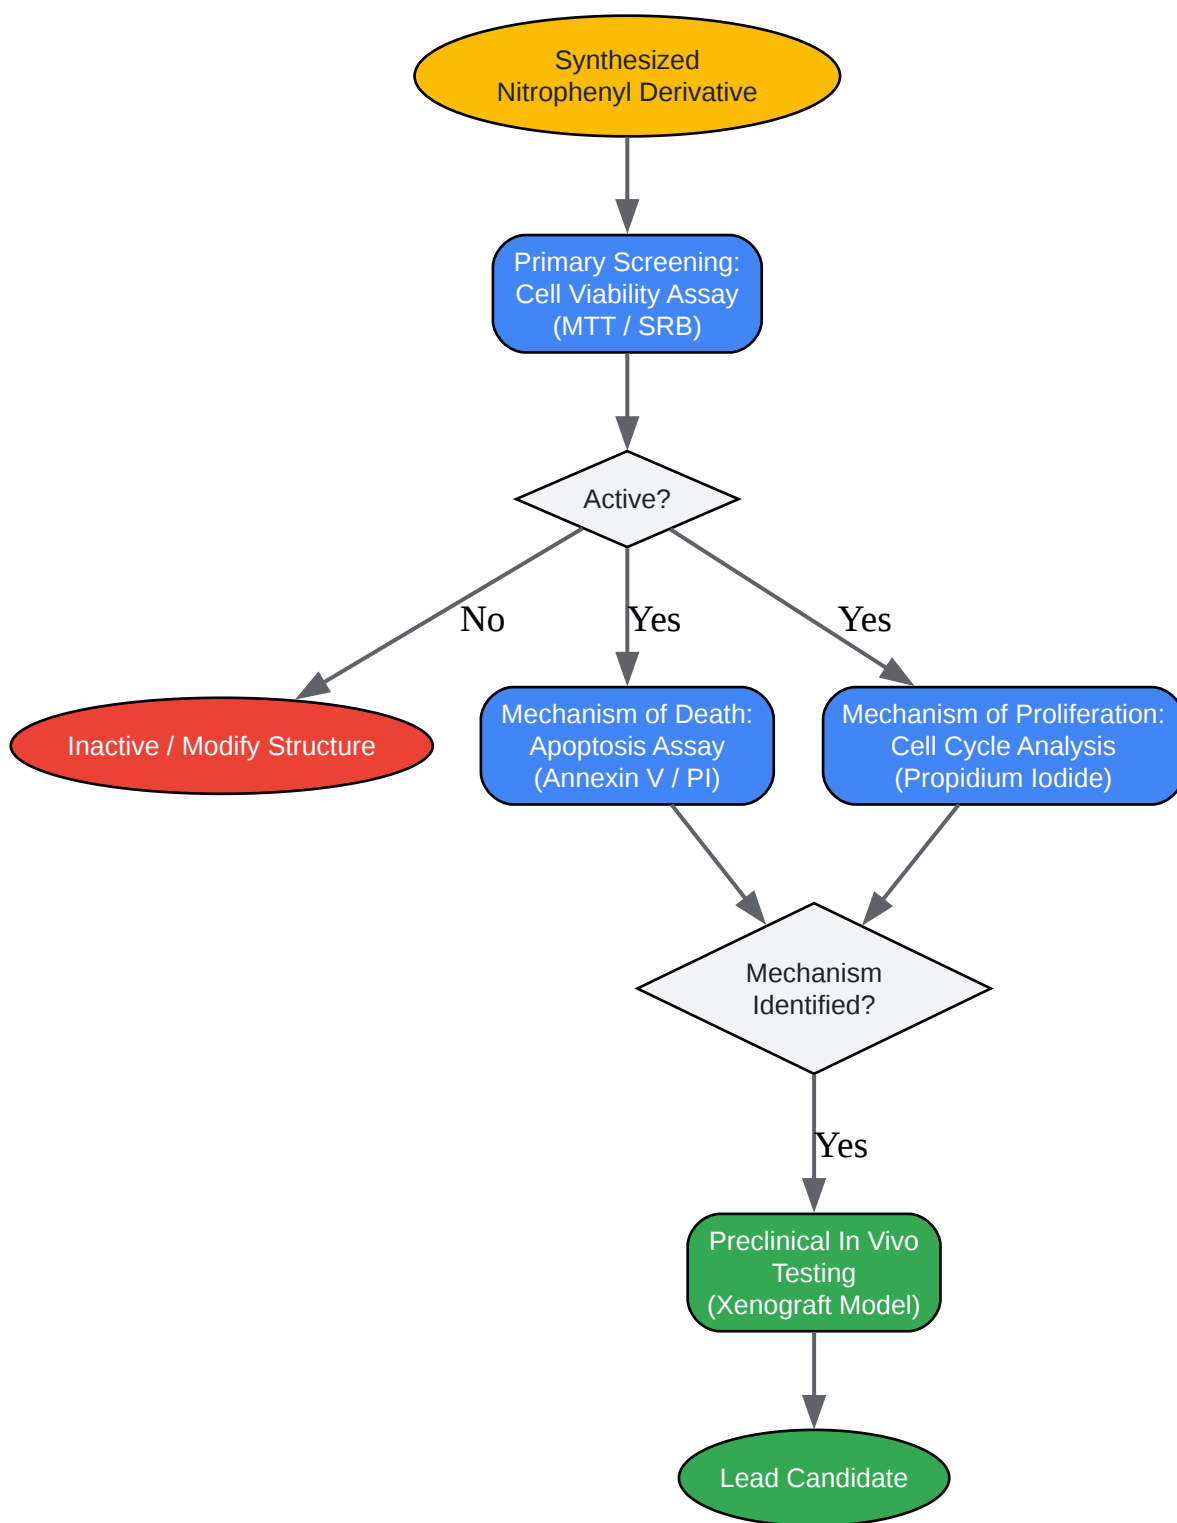 Synthesized
Nitrophenyl Derivative
Primary Screening:
Cell Viability Assay
(MTT / SRB)
Active?
No
Yes
Yes
Inactive / Modify Structure
Mechanism of Death:
Apoptosis Assay
(Annexin V / PI)
Mechanism of Proliferation:
Cell Cycle Analysis
(Propidium Iodide)
Mechanism
Identified?
Yes
Preclinical In Vivo
Testing
(Xenograft Model)
Lead Candidate